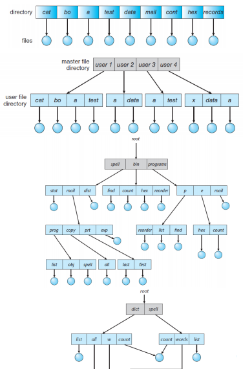 directory cat bo a test data mail cont hex records
files
master file directory user 1 user 2 user 3 user 4
user file directory cat bo a test a data a test x data a
root
spell bin programs
stat mail dist find count hex reorder p e mail
prog copy prt exp reorder list find hex count
list obj spell all last first
root
dict spell
list all w count count words list